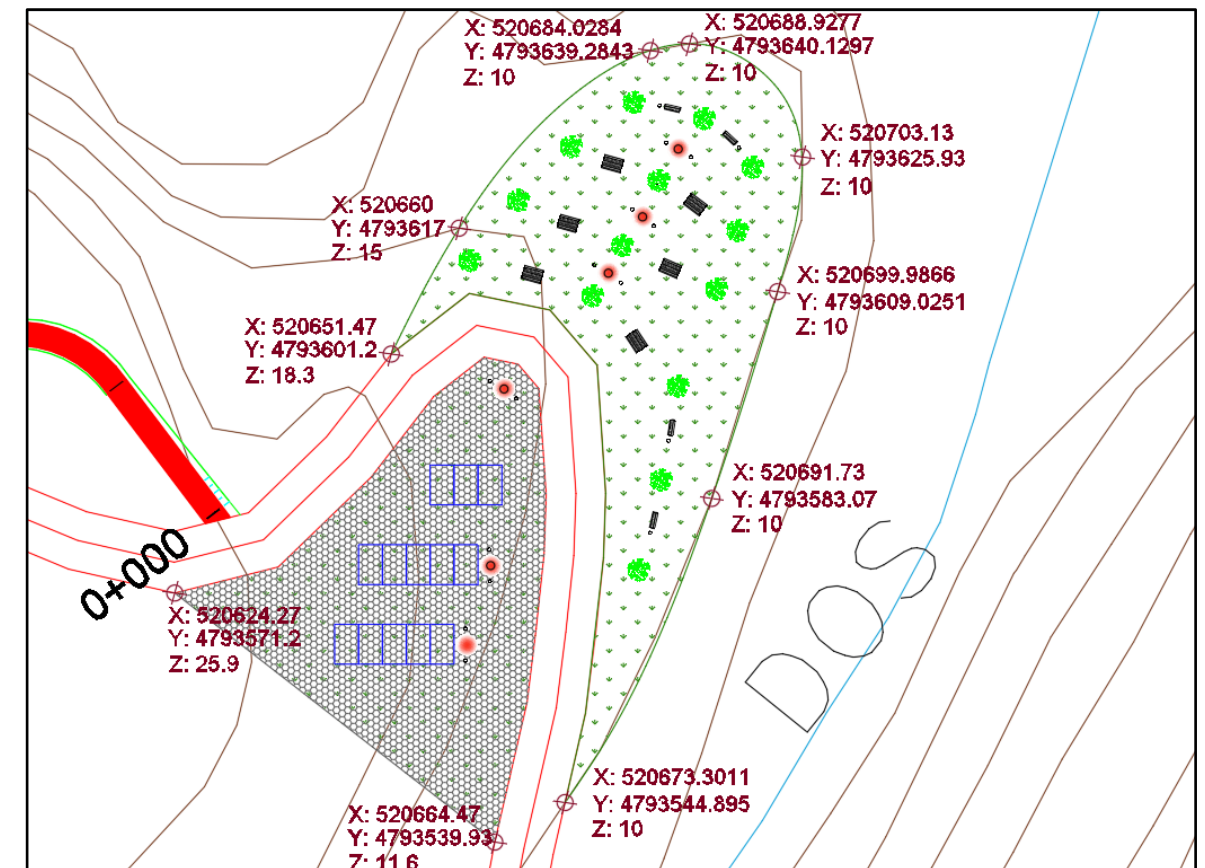 X: 520684.0284
Y: 4793639.2843
Z: 10
X: 520688.9277
Y: 4793640.1297
Z: 10
X: 520703.13
Y: 4793625.93
Z: 10
X: 520660
Y: 4793617
Z: 15
X: 520699.9866
Y: 4793609.0251
Z: 10
X: 520651.47
Y: 4793601.2
Z: 18.3
X: 520691.73
Y: 4793583.07
Z: 10
0+000
DOS
X: 520624.27
Y: 4793571.2
Z: 25.9
X: 520673.3011
Y: 4793544.895
Z: 10
X: 520664.47
Y: 4793539.93
Z: 11.6